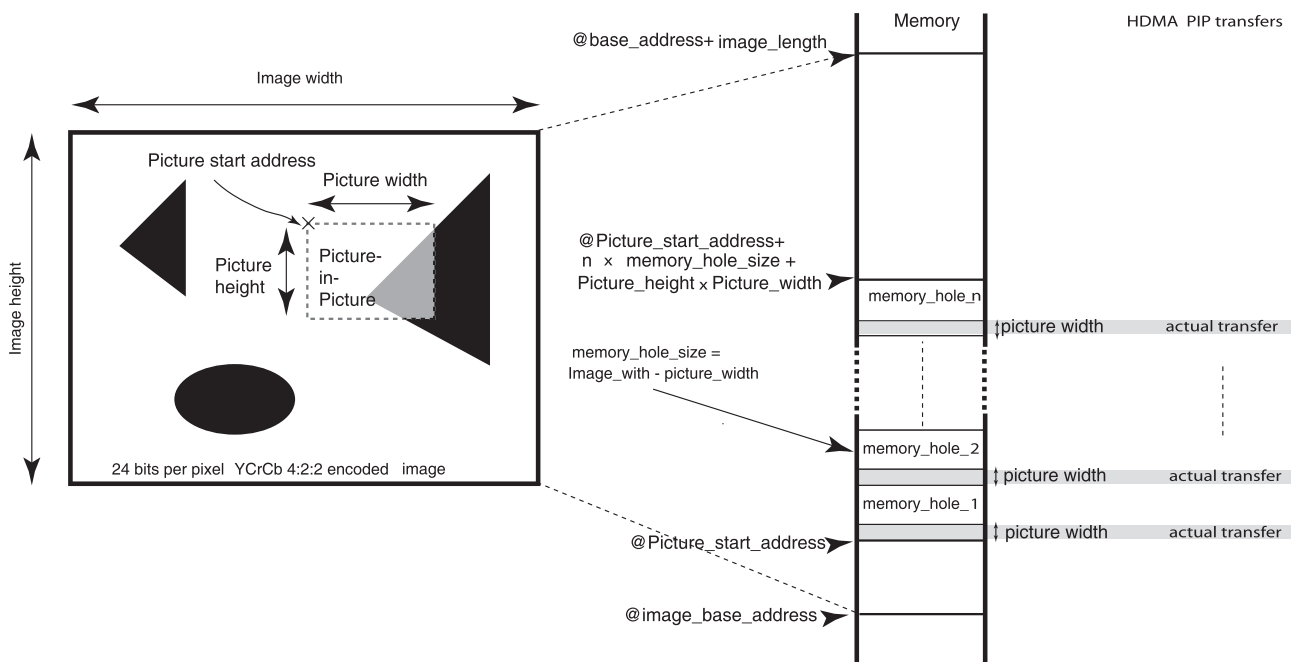 Image width
Image height
Picture start address
Picture width
Picture
height
Picture-
in-
Picture
24 bits per pixel YCrCb 4:2:2 encoded image
@base_address+ image_length
@Picture_start_address+
n x memory_hole_size +
Picture_height x Picture_width
memory_hole_size =
Image_with - picture_width
@Picture_start_address
@image_base_address
Memory
memory_hole_n
memory_hole_2
memory_hole_1
HDMA PIP transfers
picture width actual transfer
picture width actual transfer
picture width actual transfer